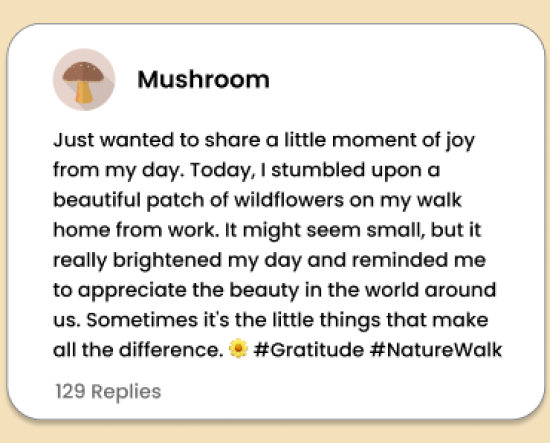 Mushroom
Just wanted to share a little moment of joy
from my day. Today, I stumbled upon a
beautiful patch of wildflowers on my walk
home from work. It might seem small, but it
really brightened my day and reminded me
to appreciate the beauty in the world around
us. Sometimes it's the little things that make
all the difference. 🌼 #Gratitude #NatureWalk
129 Replies